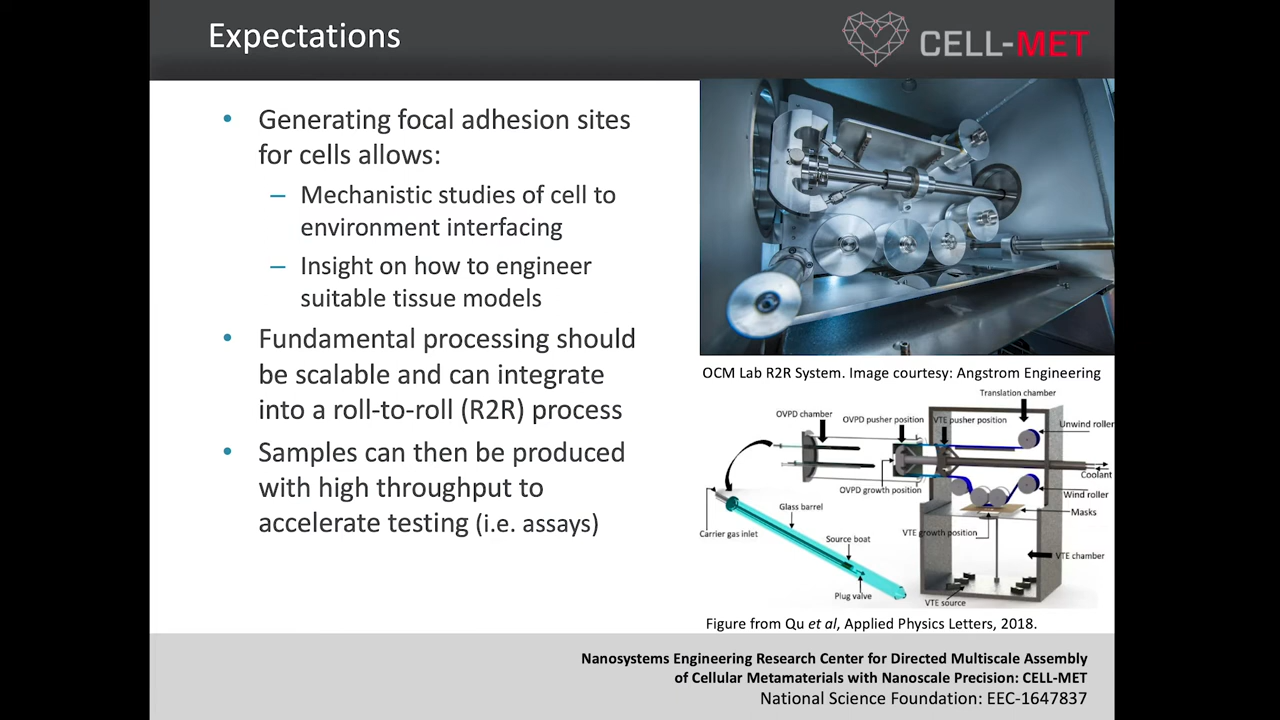 Expectations
CELL-MET
• Generating focal adhesion sites
for cells allows:
– Mechanistic studies of cell to
environment interfacing
– Insight on how to engineer
suitable tissue models
• Fundamental processing should
be scalable and can integrate
into a roll-to-roll (R2R) process
• Samples can then be produced
with high throughput to
accelerate testing (i.e. assays)
OCM Lab R2R System. Image courtesy: Angstrom Engineering
Translation chamber
OVPD chamber
OVPD pusher position
VTE pusher position
Unwind roller
Coolant
OVPD growth position
Wind roller
Glass barrel
Masks
Carrier gas inlet
VTE growth position
Source boat
VTE chamber
Plug valve
VTE source
Figure from Qu et al, Applied Physics Letters, 2018.
Nanosystems Engineering Research Center for Directed Multiscale Assembly
of Cellular Metamaterials with Nanoscale Precision: CELL-MET
National Science Foundation: EEC-1647837